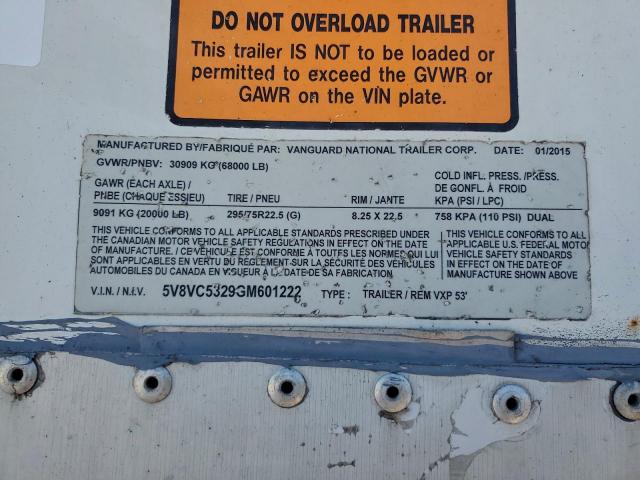 DO NOT OVERLOAD TRAILER
This trailer IS NOT to be loaded or
permitted to exceed the GVWR or
GAWR on the VIN plate.
MANUFACTURED BY/FABRIQUÉ PAR: VANGUARD NATIONAL TRAILER CORP. DATE: 01/2015
GVWR/PNBV: 30909 KG (68000 LB)
GAWR (EACH AXLE) / PNBE (CHAQUE ESSIEU) TIRE / PNEU RIM / JANTE COLD INFL. PRESS./PRESS. DE GONFL. À FROID KPA (PSI / LPC)
9091 KG (20000 LB) 295/75R22.5 (G) 8.25 X 22.5 758 KPA (110 PSI) DUAL
THIS VEHICLE CONFORMS TO ALL APPLICABLE STANDARDS PRESCRIBED UNDER
THE CANADIAN MOTOR VEHICLE SAFETY REGULATIONS IN EFFECT ON THE DATE
OF MANUFACTURE / CE VÉHICULE EST CONFORME À TOUTES LES NORMES QUI LUI
SONT APPLICABLES EN VERTU DU RÈGLEMENT SUR LA SÉCURITÉ DES VÉHICULES
AUTOMOBILES DU CANADA EN VIGUEUR À LA DATE DE SA FABRICATION
THIS VEHICLE CONFORMS TO ALL
APPLICABLE U.S. FEDERAL MOTOR
VEHICLE SAFETY STANDARDS IN
EFFECT ON THE DATE OF
MANUFACTURE SHOWN ABOVE
V.I.N. / N.I.V. 5V8VC5329GM601222 TYPE: TRAILER / REM VXP 53'